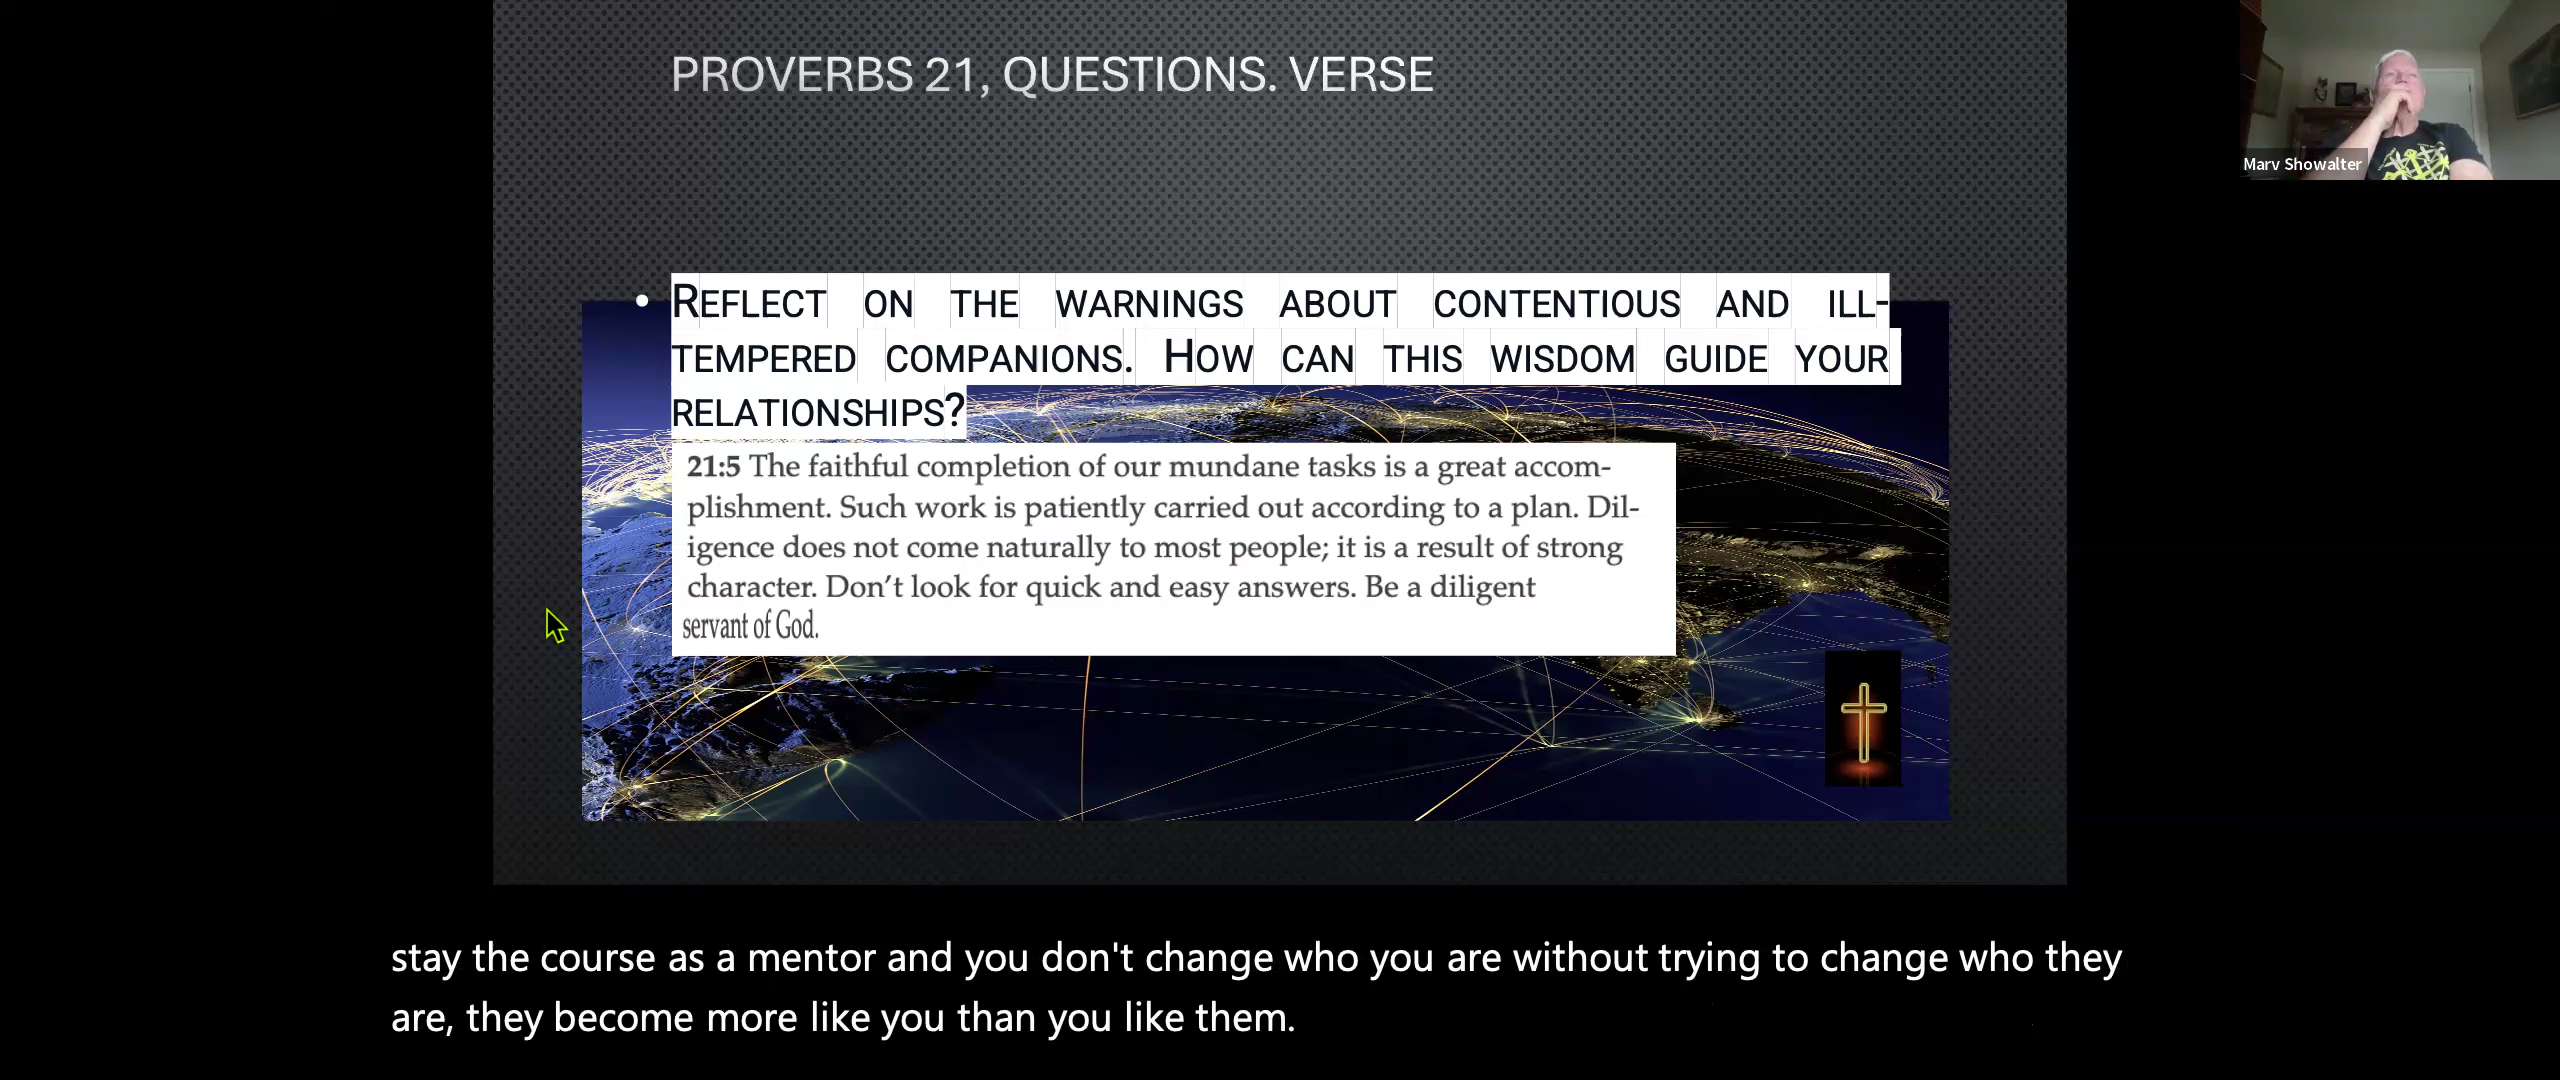 PROVERBS 21, QUESTIONS. VERSE
Marv Showalter
• REFLECT ON THE WARNINGS ABOUT CONTENTIOUS AND ILL-
TEMPERED COMPANIONS. HOW CAN THIS WISDOM GUIDE YOUR
RELATIONSHIPS?
21:5 The faithful completion of our mundane tasks is a great accom-
plishment. Such work is patiently carried out according to a plan. Dil-
igence does not come naturally to most people; it is a result of strong
character. Don’t look for quick and easy answers. Be a diligent
servant of God.
stay the course as a mentor and you don't change who you are without trying to change who they
are, they become more like you than you like them.